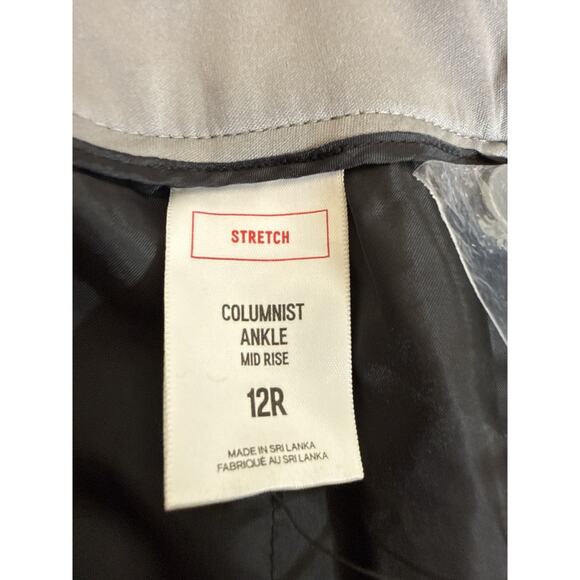 STRETCH
COLUMNIST
ANKLE
MID RISE
12R
MADE IN SRI LANKA
FABRIQUÉ AU SRI LANKA